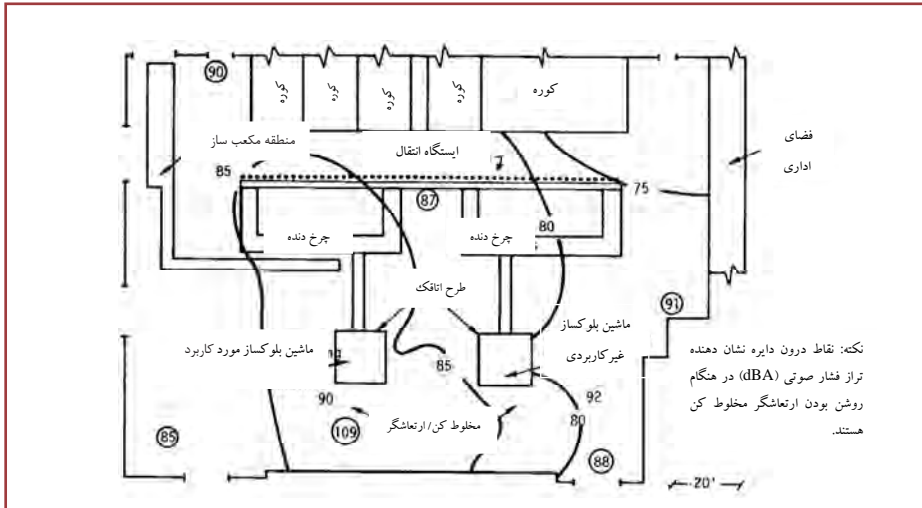 90
کوره
کوره
کوره
کوره
کوره
منطقه مکعب ساز
ایستگاه انتقال
فضای
اداری
85
87
75
80
چرخ دنده
چرخ دنده
طرح اتاقک
91
ماشین بلوکساز مورد کاربرد
ماشین بلوکساز
غیرکاربردی
85
نکته: نقاط درون دایره نشان دهنده
تراز فشار صوتی (dBA) در هنگام
روشن بودن ارتعاشگر مخلوط کن
هستند.
90
92
109
مخلوط کن/ارتعاشگر
80
85
88
20'